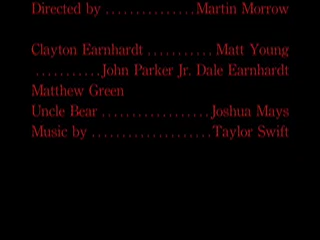 Directed by ...............Martin Morrow
Clayton Earnhardt ........... Matt Young
...........John Parker Jr. Dale Earnhardt
Matthew Green
Uncle Bear ..................Joshua Mays
Music by ....................Taylor Swift